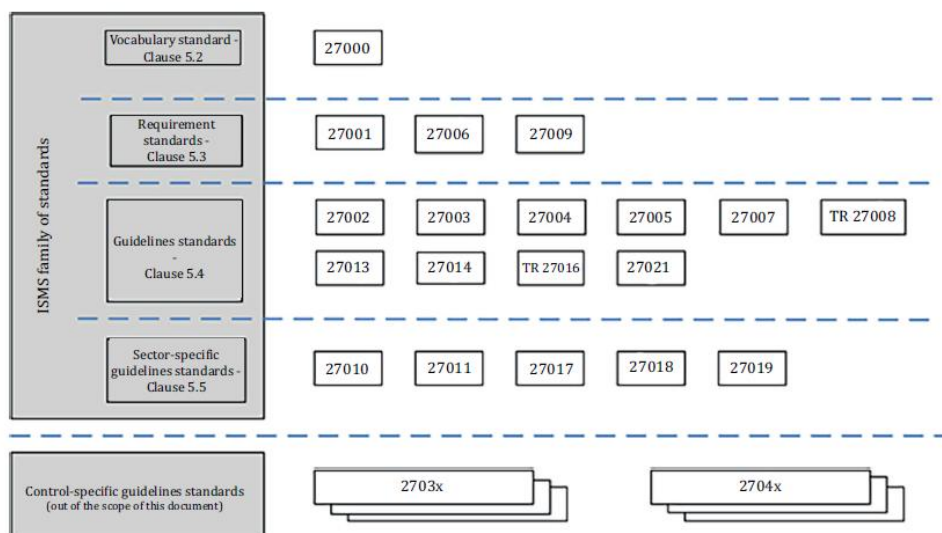 Vocabulary standard -
Clause 5.2
27000
Requirement
standards -
Clause 5.3
27001 27006 27009
ISMS family of standards
Guidelines standards
-
Clause 5.4
27002 27003 27004 27005 27007 TR 27008
27013 27014 TR 27016 27021
Sector-specific
guidelines standards -
Clause 5.5
27010 27011 27017 27018 27019
Control-specific guidelines standards
(out of the scope of this document)
2703x 2704x